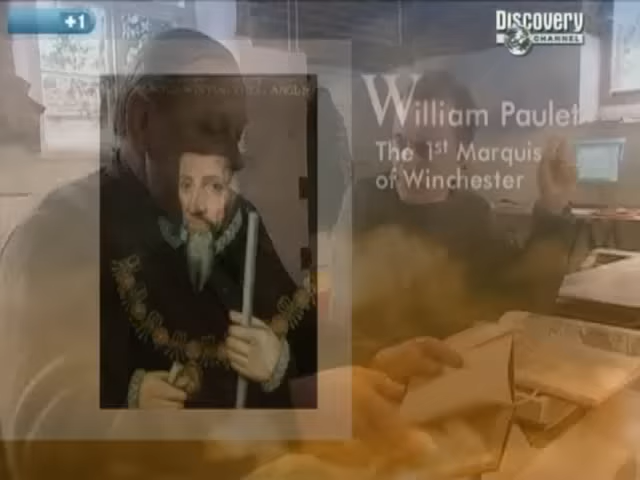 +1
Discovery
CHANNEL
William Paulet
The 1st Marquis
of Winchester